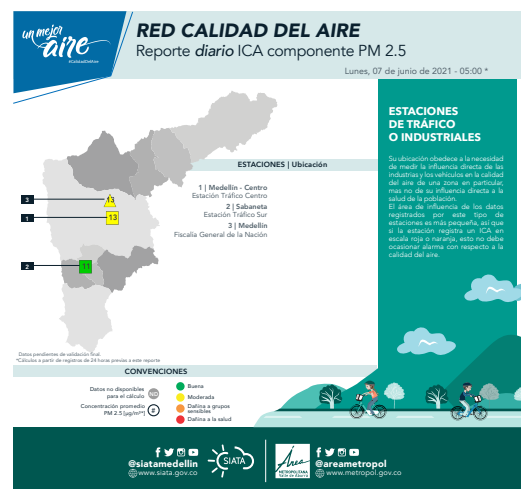 un mejor
aire
#CalidadDelAire
RED CALIDAD DEL AIRE
Reporte diario ICA componente PM 2.5
Lunes, 07 de junio de 2021 - 05:00 *
ESTACIONES
DE TRÁFICO
O INDUSTRIALES
Su ubicación obedece a la necesidad
de medir la influencia directa de las
industrias y los vehículos en la calidad
del aire de una zona en particular,
mas no de su influencia directa a la
salud de la población.
El área de influencia de los datos
registrados por este tipo de
estaciones es más pequeña, así que
si la estación registra un ICA en
escala roja o naranja, esto no debe
ocasionar alarma con respecto a la
calidad del aire.
ESTACIONES | Ubicación
1 | Medellín - Centro
Estación Tráfico Centro
2 | Sabaneta
Estación Tráfico Sur
3 | Medellín
Fiscalía General de la Nación
3
13
1
13
2
11
Datos pendientes de validación final.
*Cálculos a partir de registros de 24 horas previas a este reporte
CONVENCIONES
Datos no disponibles
para el cálculo
ND
Concentración promedio
PM 2.5 (µg/m³*)
#
Buena
Moderada
Dañina a grupos
sensibles
Dañina a la salud
@siatamedellin
www.siata.gov.co
SIATA
Área
METROPOLITANA
Valle de Aburrá
@areametropol
www.metropol.gov.co